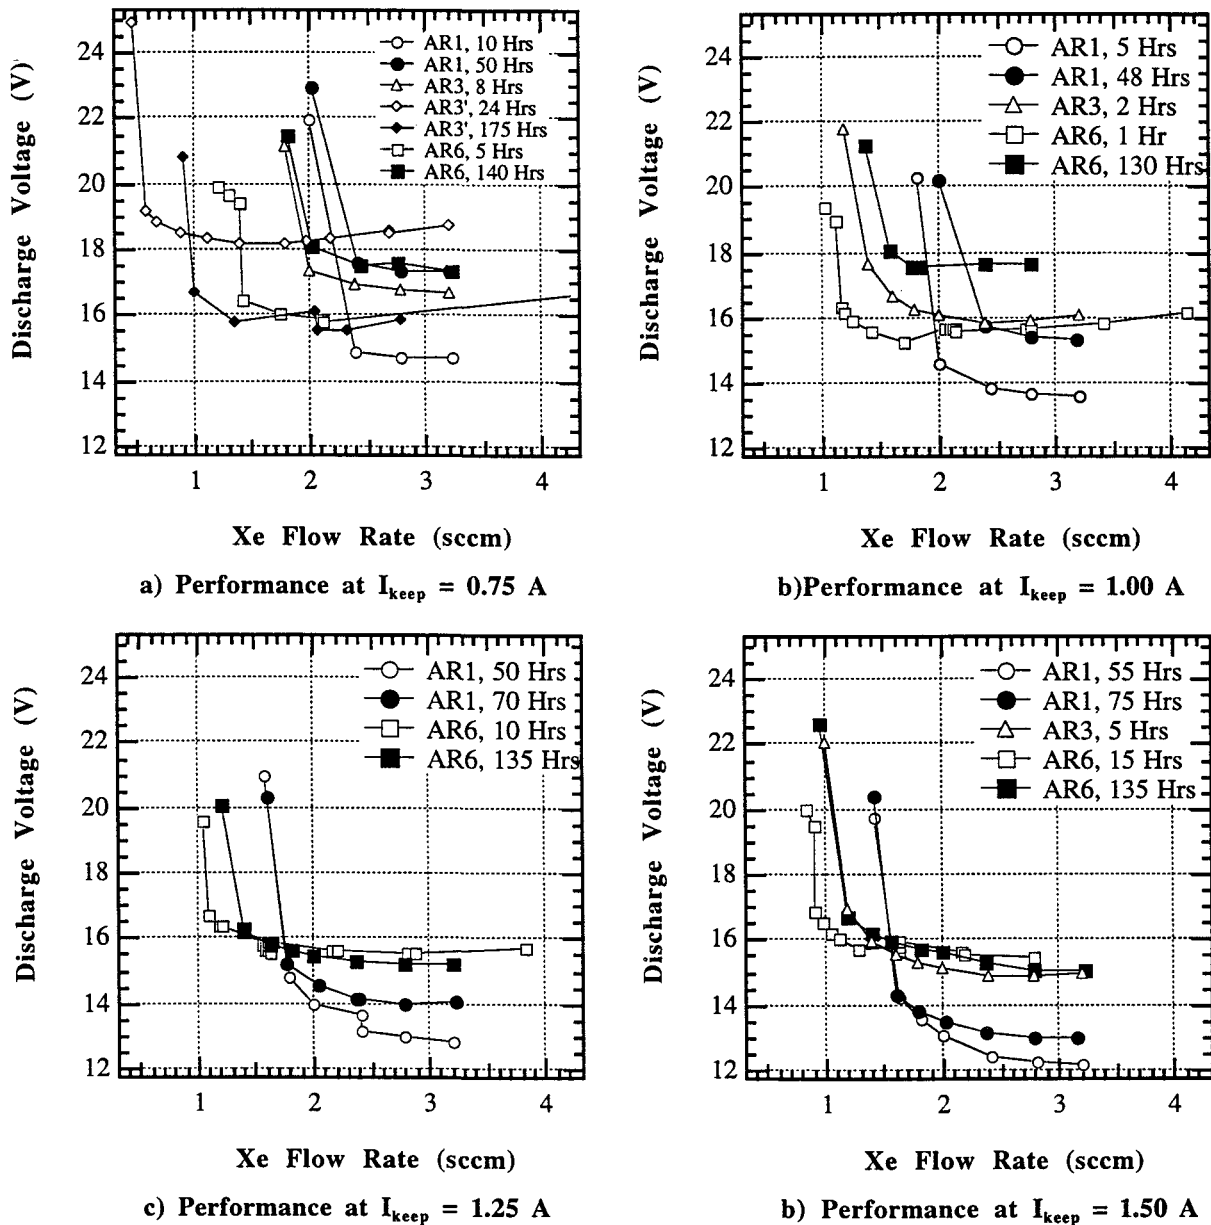 24
22
20
18
16
14
12
Discharge Voltage (V)
AR1, 10 Hrs
AR1, 50 Hrs
AR3, 8 Hrs
AR3', 24 Hrs
AR3', 175 Hrs
AR6, 5 Hrs
AR6, 140 Hrs
1 2 3 4
Xe Flow Rate (sccm)
a) Performance at Ikeep = 0.75 A
24
22
20
18
16
14
12
Discharge Voltage (V)
AR1, 5 Hrs
AR1, 48 Hrs
AR3, 2 Hrs
AR6, 1 Hr
AR6, 130 Hrs
1 2 3 4
Xe Flow Rate (sccm)
b)Performance at Ikeep = 1.00 A
24
22
20
18
16
14
12
Discharge Voltage (V)
AR1, 50 Hrs
AR1, 70 Hrs
AR6, 10 Hrs
AR6, 135 Hrs
1 2 3 4
Xe Flow Rate (sccm)
c) Performance at Ikeep = 1.25 A
24
22
20
18
16
14
12
Discharge Voltage (V)
AR1, 55 Hrs
AR1, 75 Hrs
AR3, 5 Hrs
AR6, 15 Hrs
AR6, 135 Hrs
1 2 3 4
Xe Flow Rate (sccm)
b) Performance at Ikeep = 1.50 A